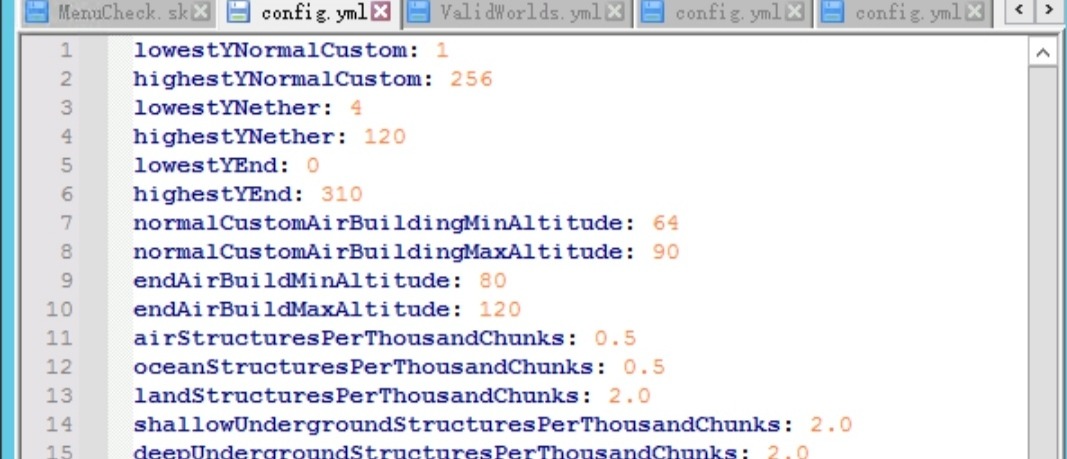 MenuCheck.sk config.yml ValidWorlds.yml config.yml config.yml
1 lowestYNormalCustom: 1
2 highestYNormalCustom: 256
3 lowestYNether: 4
4 highestYNether: 120
5 lowestYEnd: 0
6 highestYEnd: 310
7 normalCustomAirBuildingMinAltitude: 64
8 normalCustomAirBuildingMaxAltitude: 90
9 endAirBuildMinAltitude: 80
10 endAirBuildMaxAltitude: 120
11 airStructuresPerThousandChunks: 0.5
12 oceanStructuresPerThousandChunks: 0.5
13 landStructuresPerThousandChunks: 2.0
14 shallowUndergroundStructuresPerThousandChunks: 2.0
15 deepUndergroundStructuresPerThousandChunks: 2.0